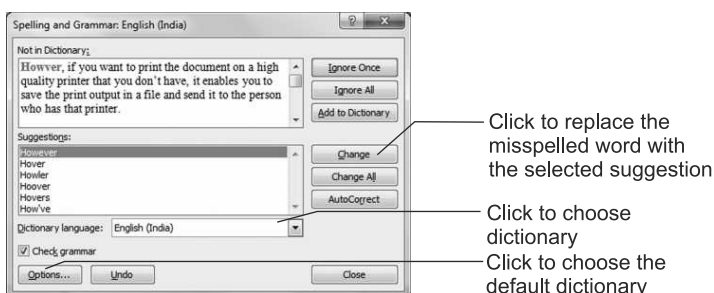 Spelling and Grammar: English (India)
Not in Dictionary:
Howver, if you want to print the document on a high
quality printer that you don't have, it enables you to
save the print output in a file and send it to the person
who has that printer.
Ignore Once
Ignore All
Add to Dictionary
Suggestions:
However
Hover
Howler
Hoover
Hovers
How've
Change
Change All
AutoCorrect
Dictionary language: English (India)
Check grammar
Options...
Undo
Close
Click to replace the
misspelled word with
the selected suggestion
Click to choose
dictionary
Click to choose the
default dictionary